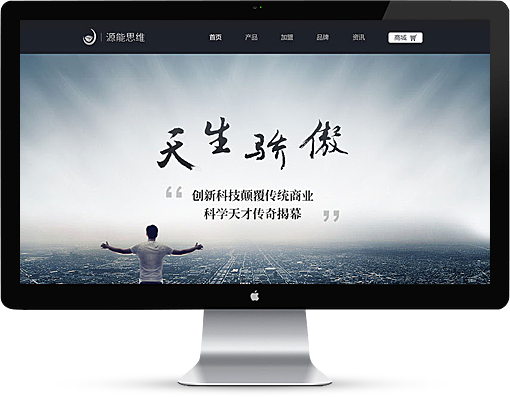 源能思维
首页 产品 加盟 品牌 资讯 商城
天生骄傲
“创新科技颠覆传统商业
科学天才传奇揭幕”